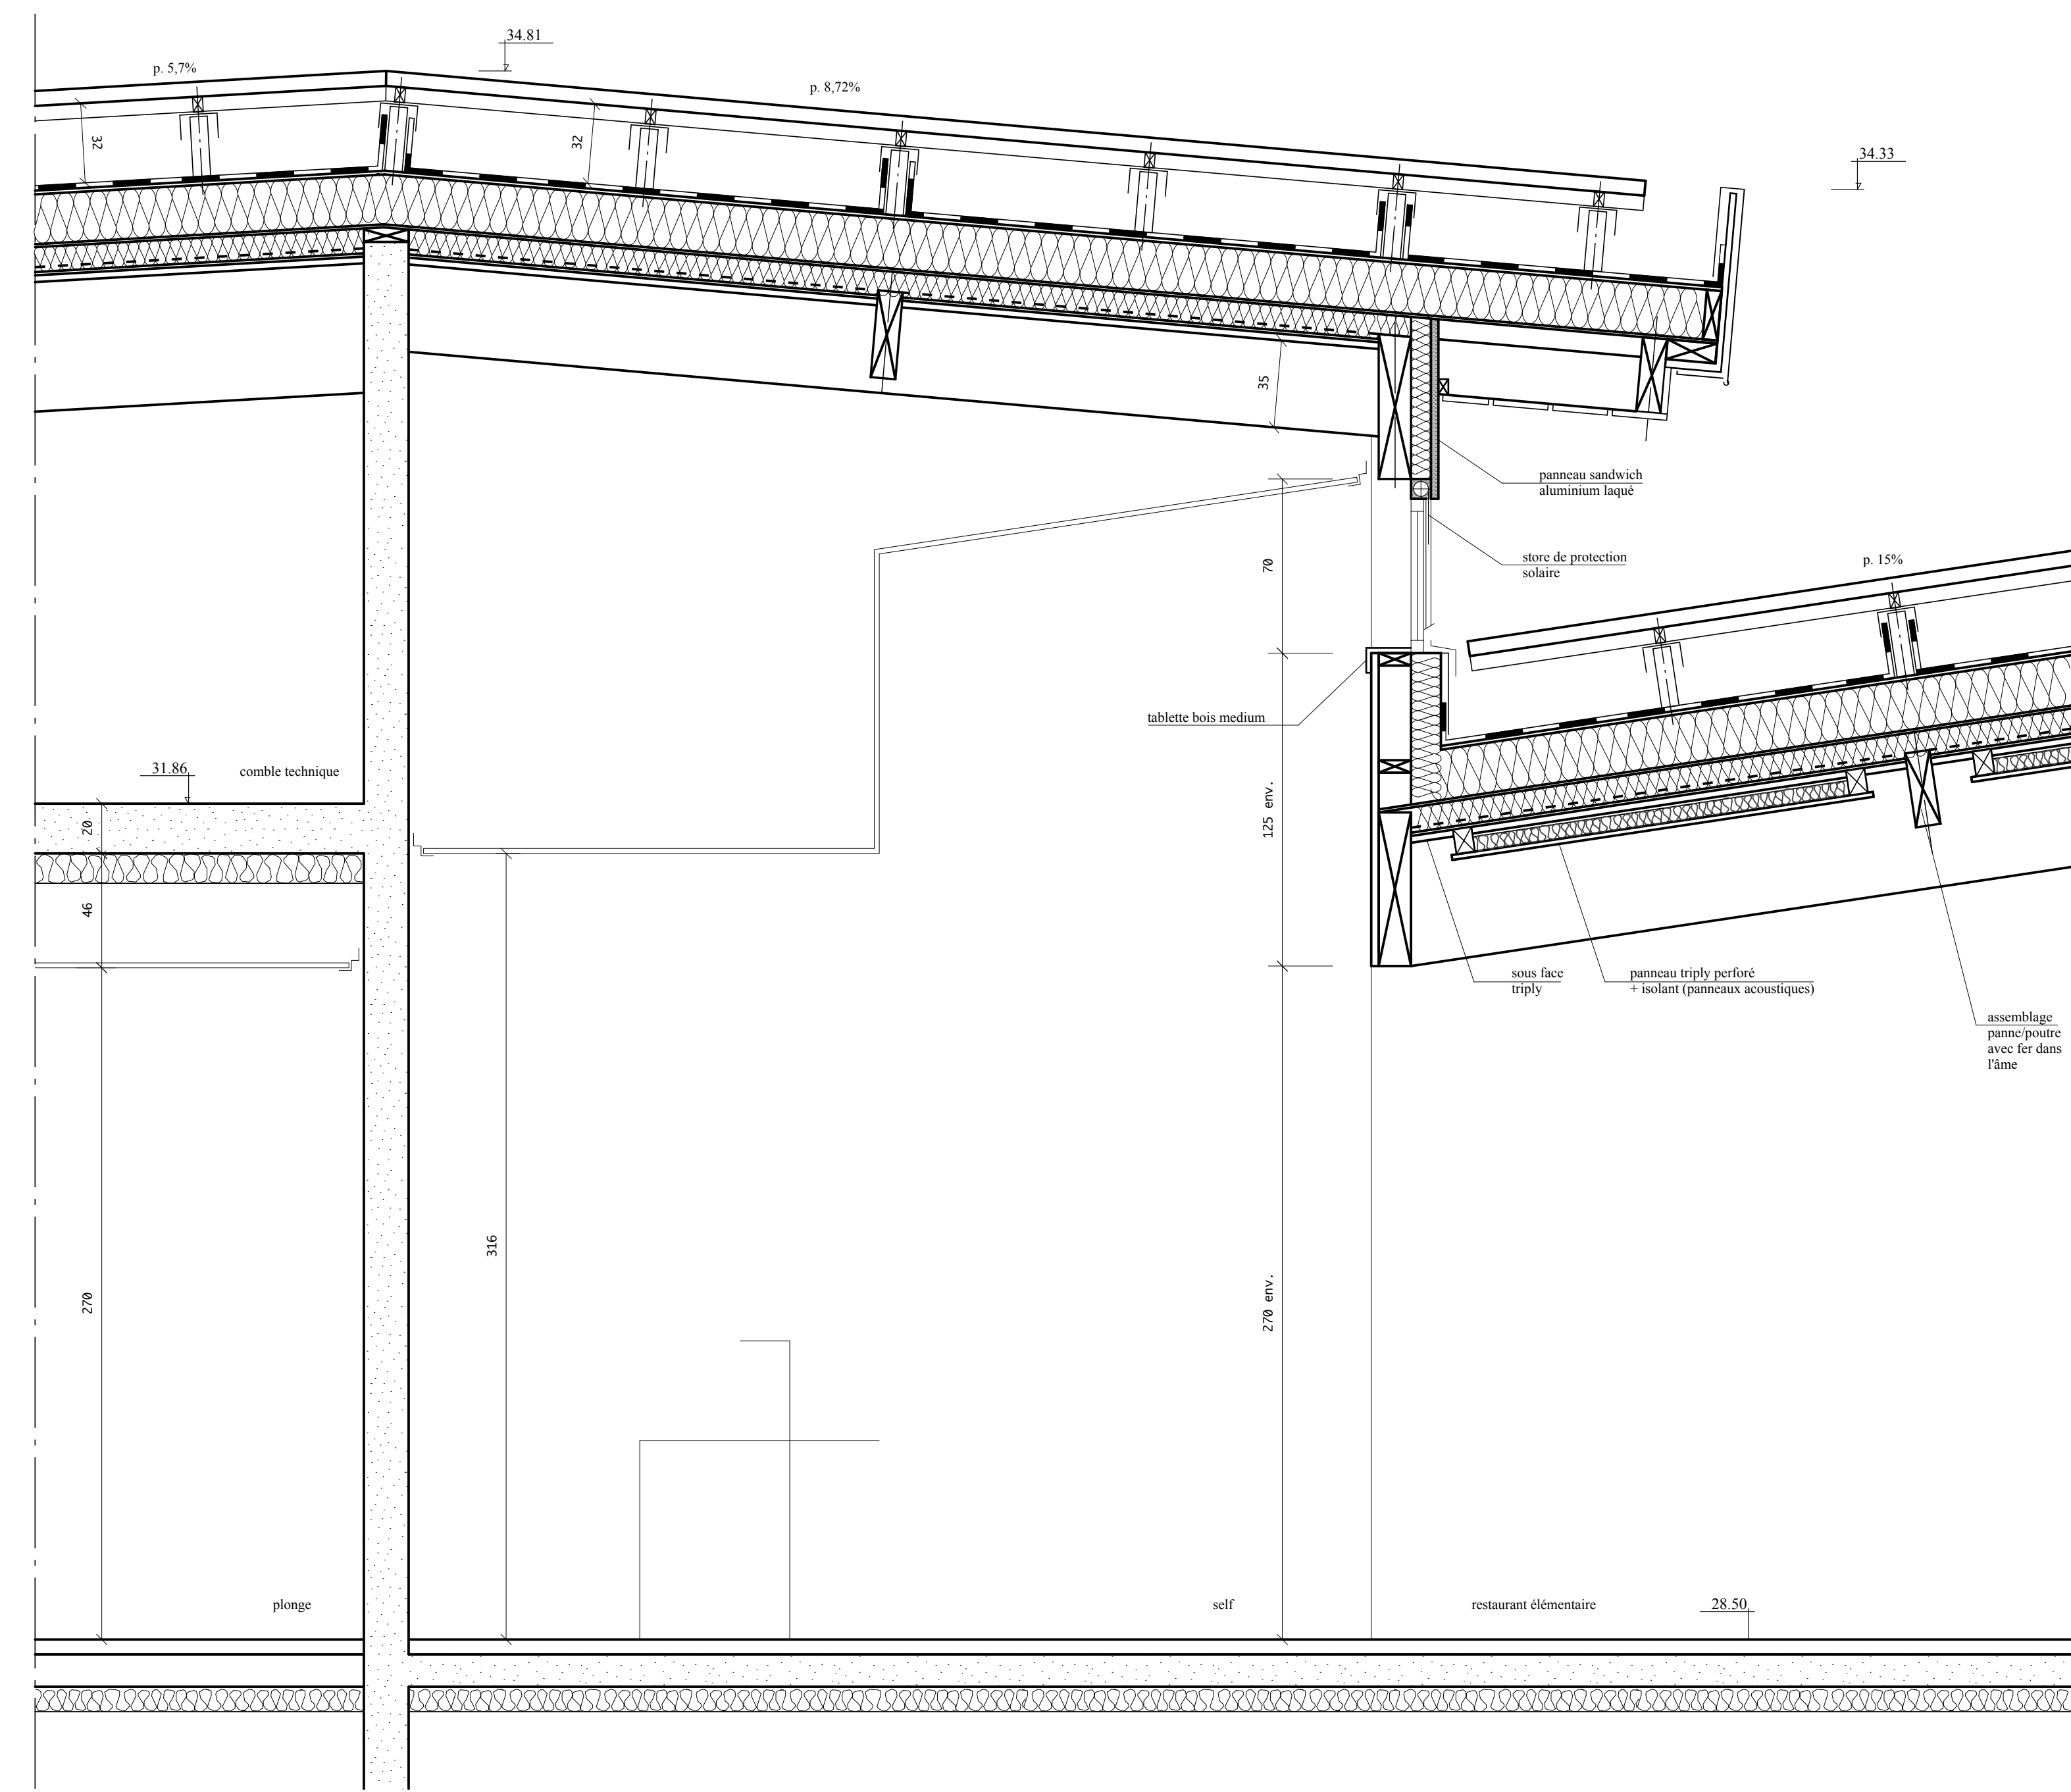 34.81
p. 5,7%
p. 8,72%
32
32
34.33
35
panneau sandwich
aluminium laqué
70
store de protection
solaire
p. 15%
tablette bois medium
31.86
comble technique
20
125 env.
46
sous face
triply
panneau triply perforé
+ isolant (panneaux acoustiques)
assemblage
panne/poutre
avec fer dans
l'âme
316
270
270 env.
plonge
self
restaurant élémentaire
28.50